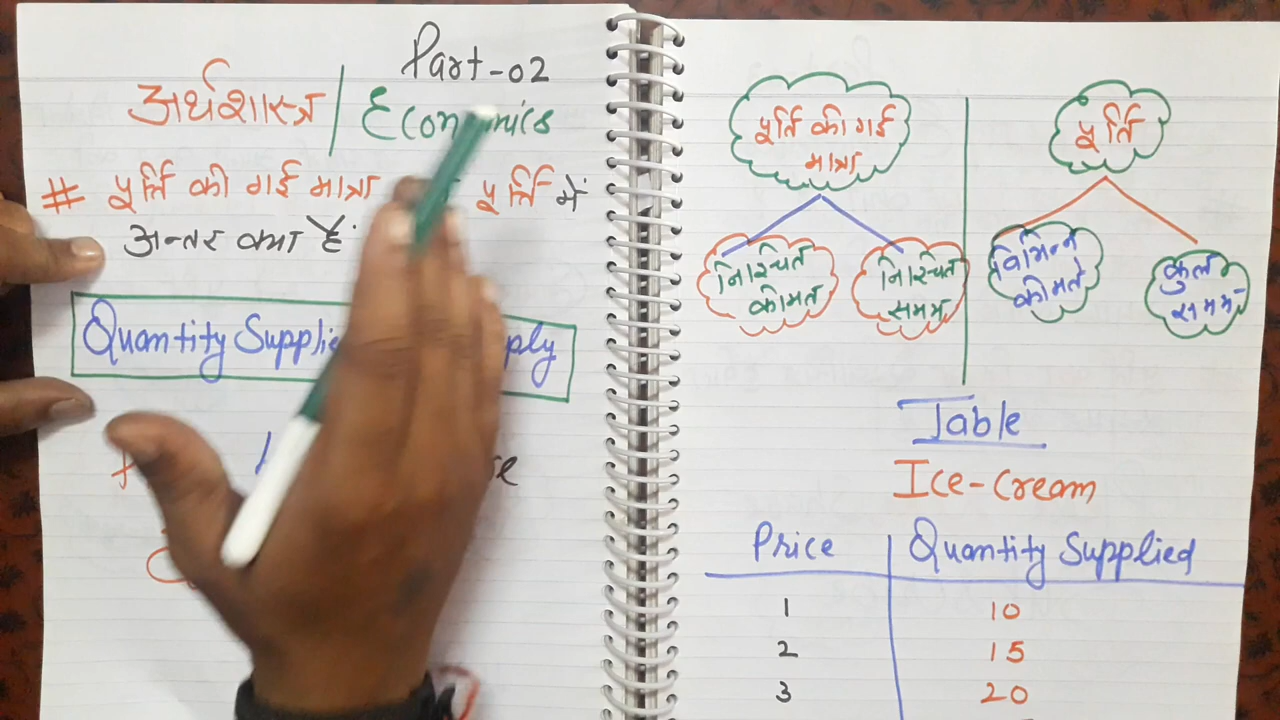 Part-02
अर्थशास्त्र | Economics
# पूर्ति की गई मात्रा पूर्ति में
अन्तर क्या है
Quantity Supplie ply
पूर्ति की गई
मात्रा
निश्चित
कीमत
निश्चित
समय
पूर्ति
विभिन्न
कीमतें
कुल
समय
Table
Ice-Cream
Price Quantity Supplied
1 10
2 15
3 20